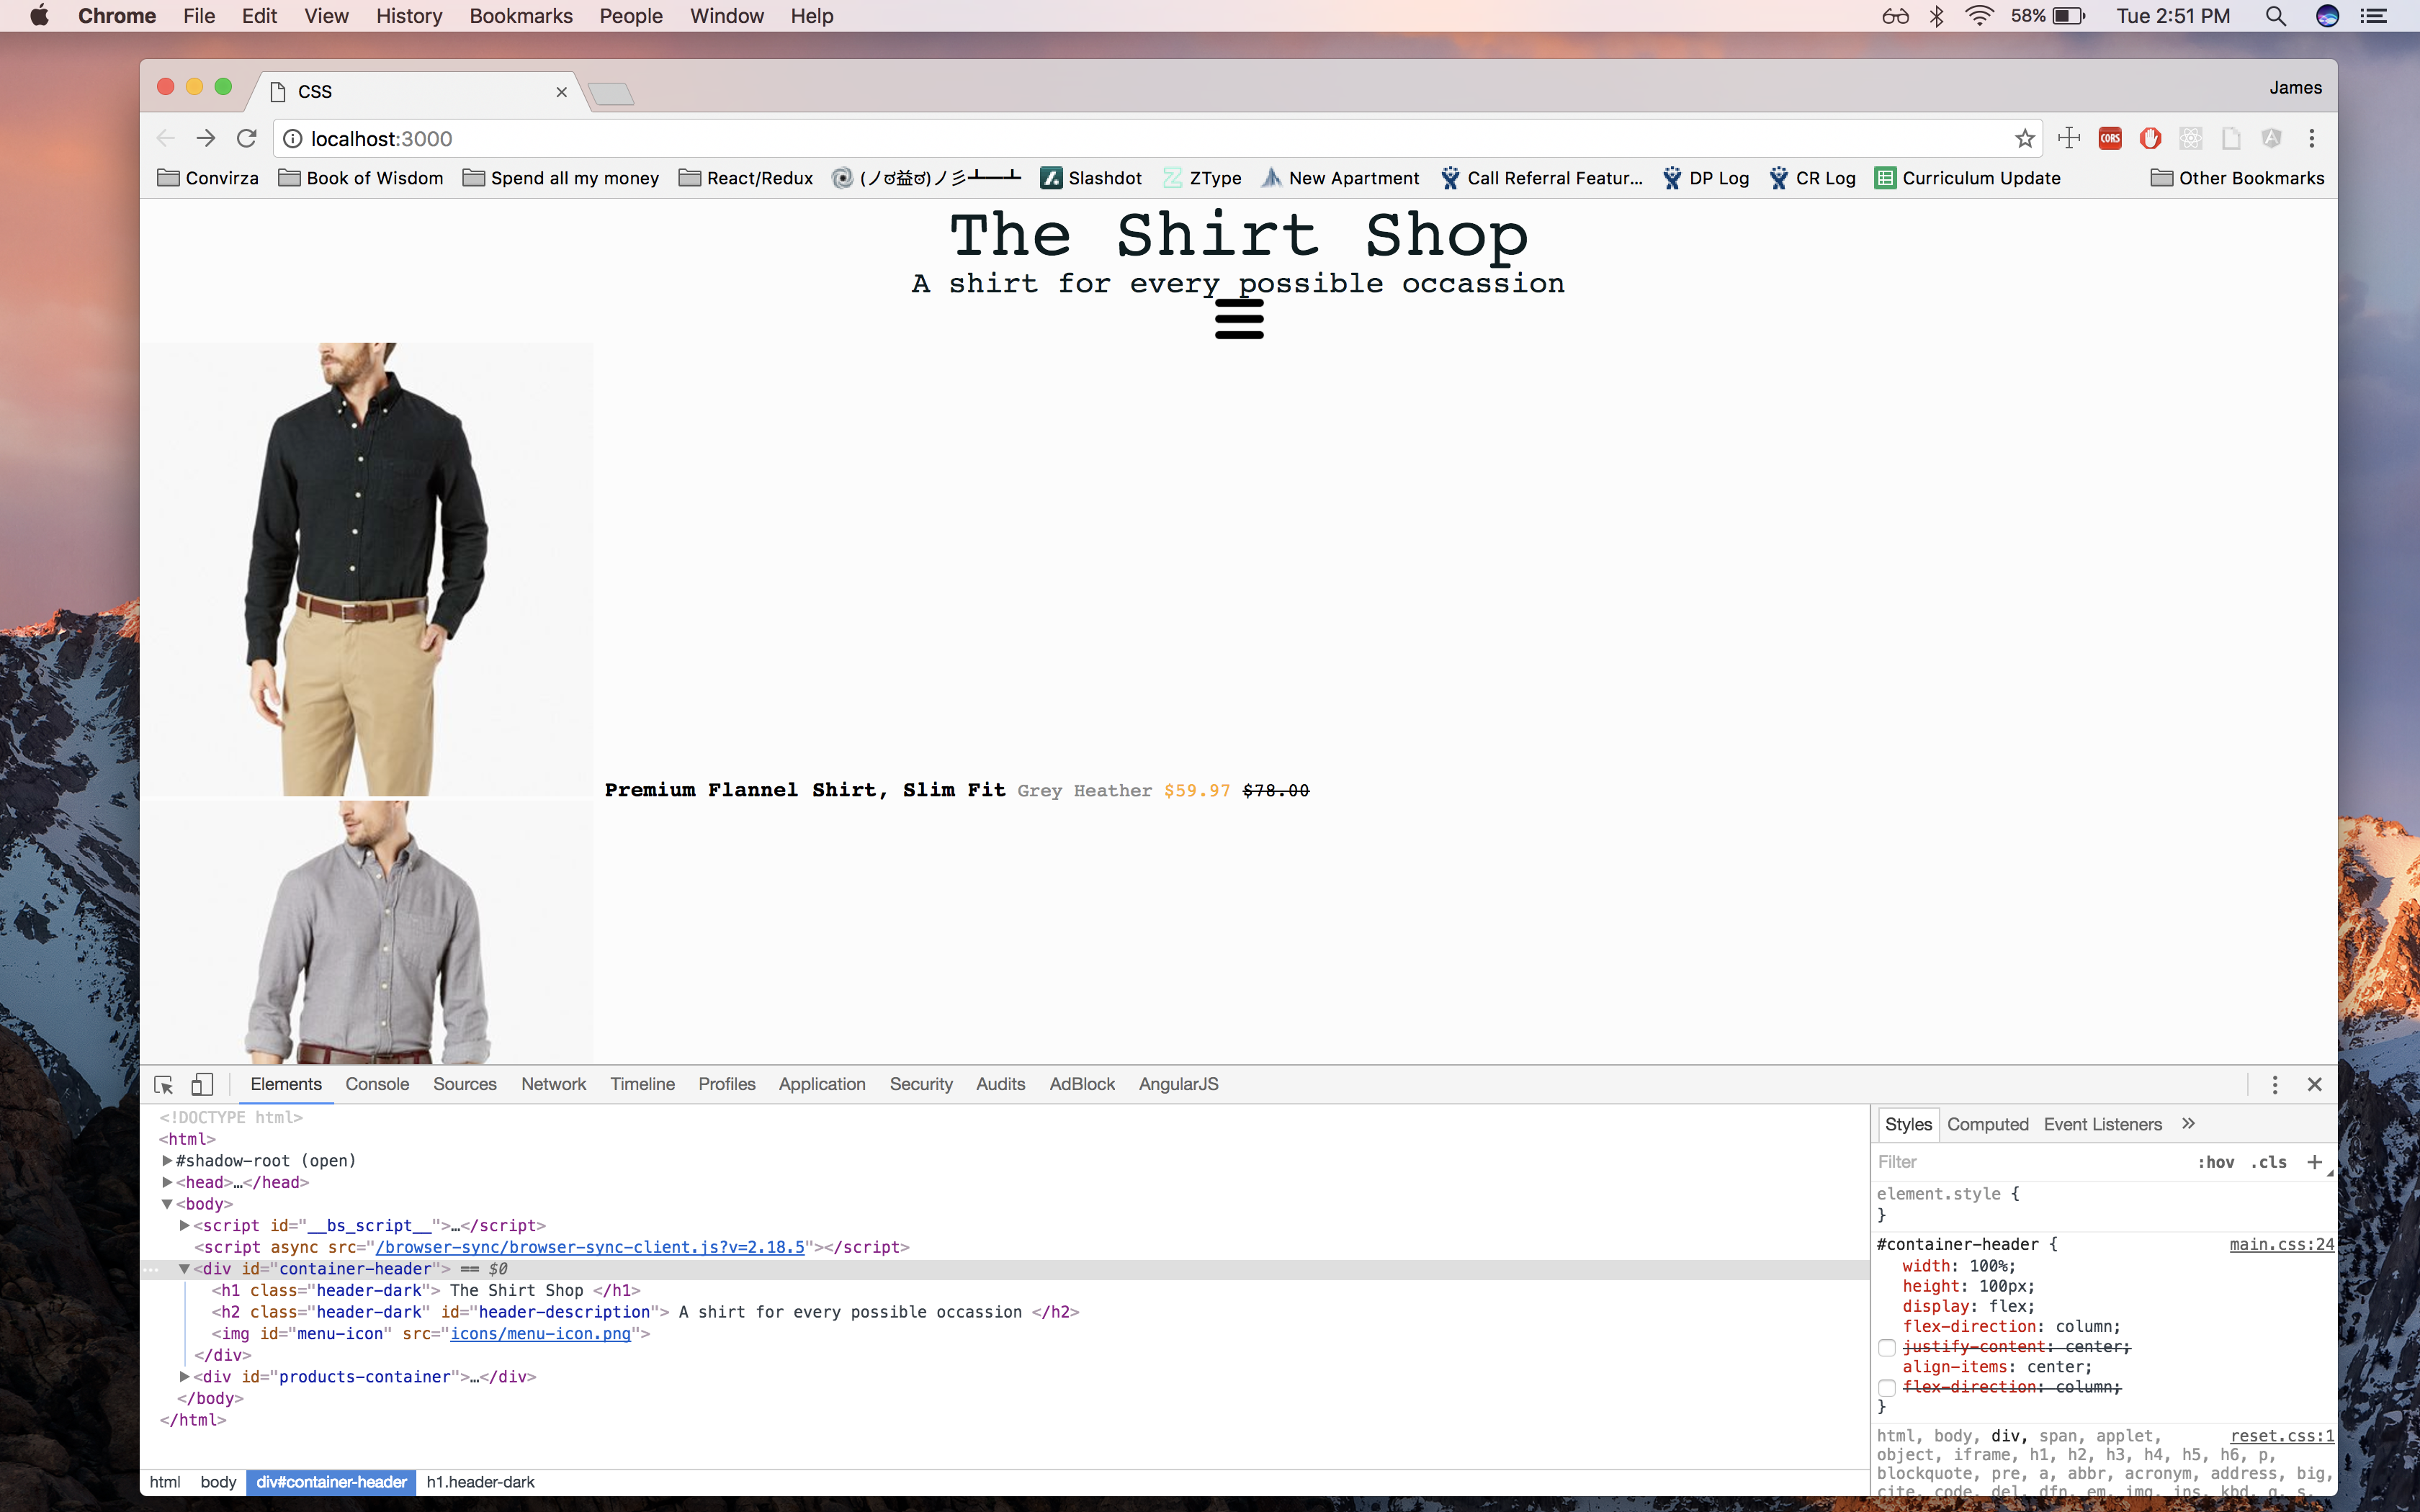 Chrome File Edit View History Bookmarks People Window Help 58% Tue 2:51 PM
CSS James
localhost:3000 CORS
Convirza Book of Wisdom Spend all my money React/Redux (ノಠ益ಠ)ノ彡┻━┻ Slashdot ZType New Apartment Call Referral Featur... DP Log CR Log Curriculum Update Other Bookmarks
The Shirt Shop
A shirt for every possible occassion
Premium Flannel Shirt, Slim Fit Grey Heather $59.97 $78.00
Elements Console Sources Network Timeline Profiles Application Security Audits AdBlock AngularJS
<!DOCTYPE html>
<html>
▶#shadow-root (open)
▶<head>…</head>
▼<body>
▶<script id="__bs_script__">…</script>
<script async src="/browser-sync/browser-sync-client.js?v=2.18.5"></script>
▼<div id="container-header"> == $0
<h1 class="header-dark"> The Shirt Shop </h1>
<h2 class="header-dark" id="header-description"> A shirt for every possible occassion </h2>
<img id="menu-icon" src="icons/menu-icon.png">
</div>
▶<div id="products-container">…</div>
</body>
</html>
html body div#container-header h1.header-dark
Styles Computed Event Listeners »
Filter :hov .cls +
element.style {
}
#container-header { main.css:24
width: 100%;
height: 100px;
display: flex;
flex-direction: column;
justify-content: center;
align-items: center;
flex-direction: column;
}
html, body, div, span, applet, reset.css:1
object, iframe, h1, h2, h3, h4, h5, h6, p,
blockquote, pre, a, abbr, acronym, address, big,
cite, code, del, dfn, em, img, ins, kbd, q, s,